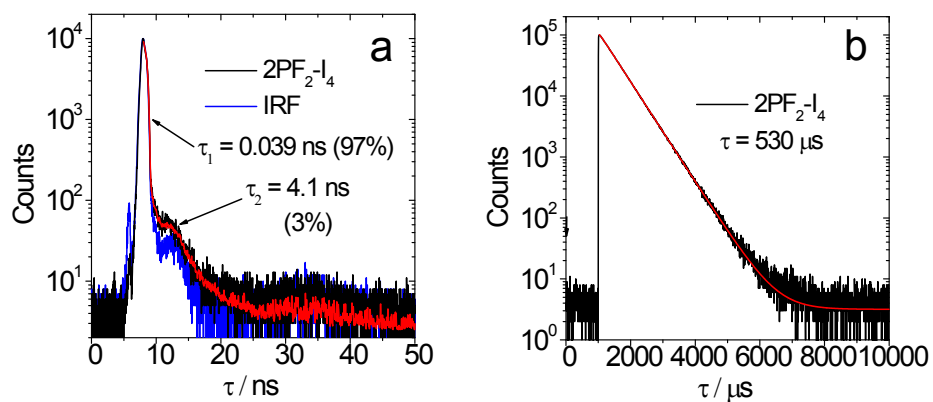 a
10⁴
10³
10²
10¹
Counts
2PF₂-I₄
IRF
τ₁ = 0.039 ns (97%)
τ₂ = 4.1 ns
(3%)
0 10 20 30 40 50
τ / ns
b
10⁵
10⁴
10³
10²
10¹
10⁰
Counts
2PF₂-I₄
τ = 530 μs
0 2000 4000 6000 8000 10000
τ / μs